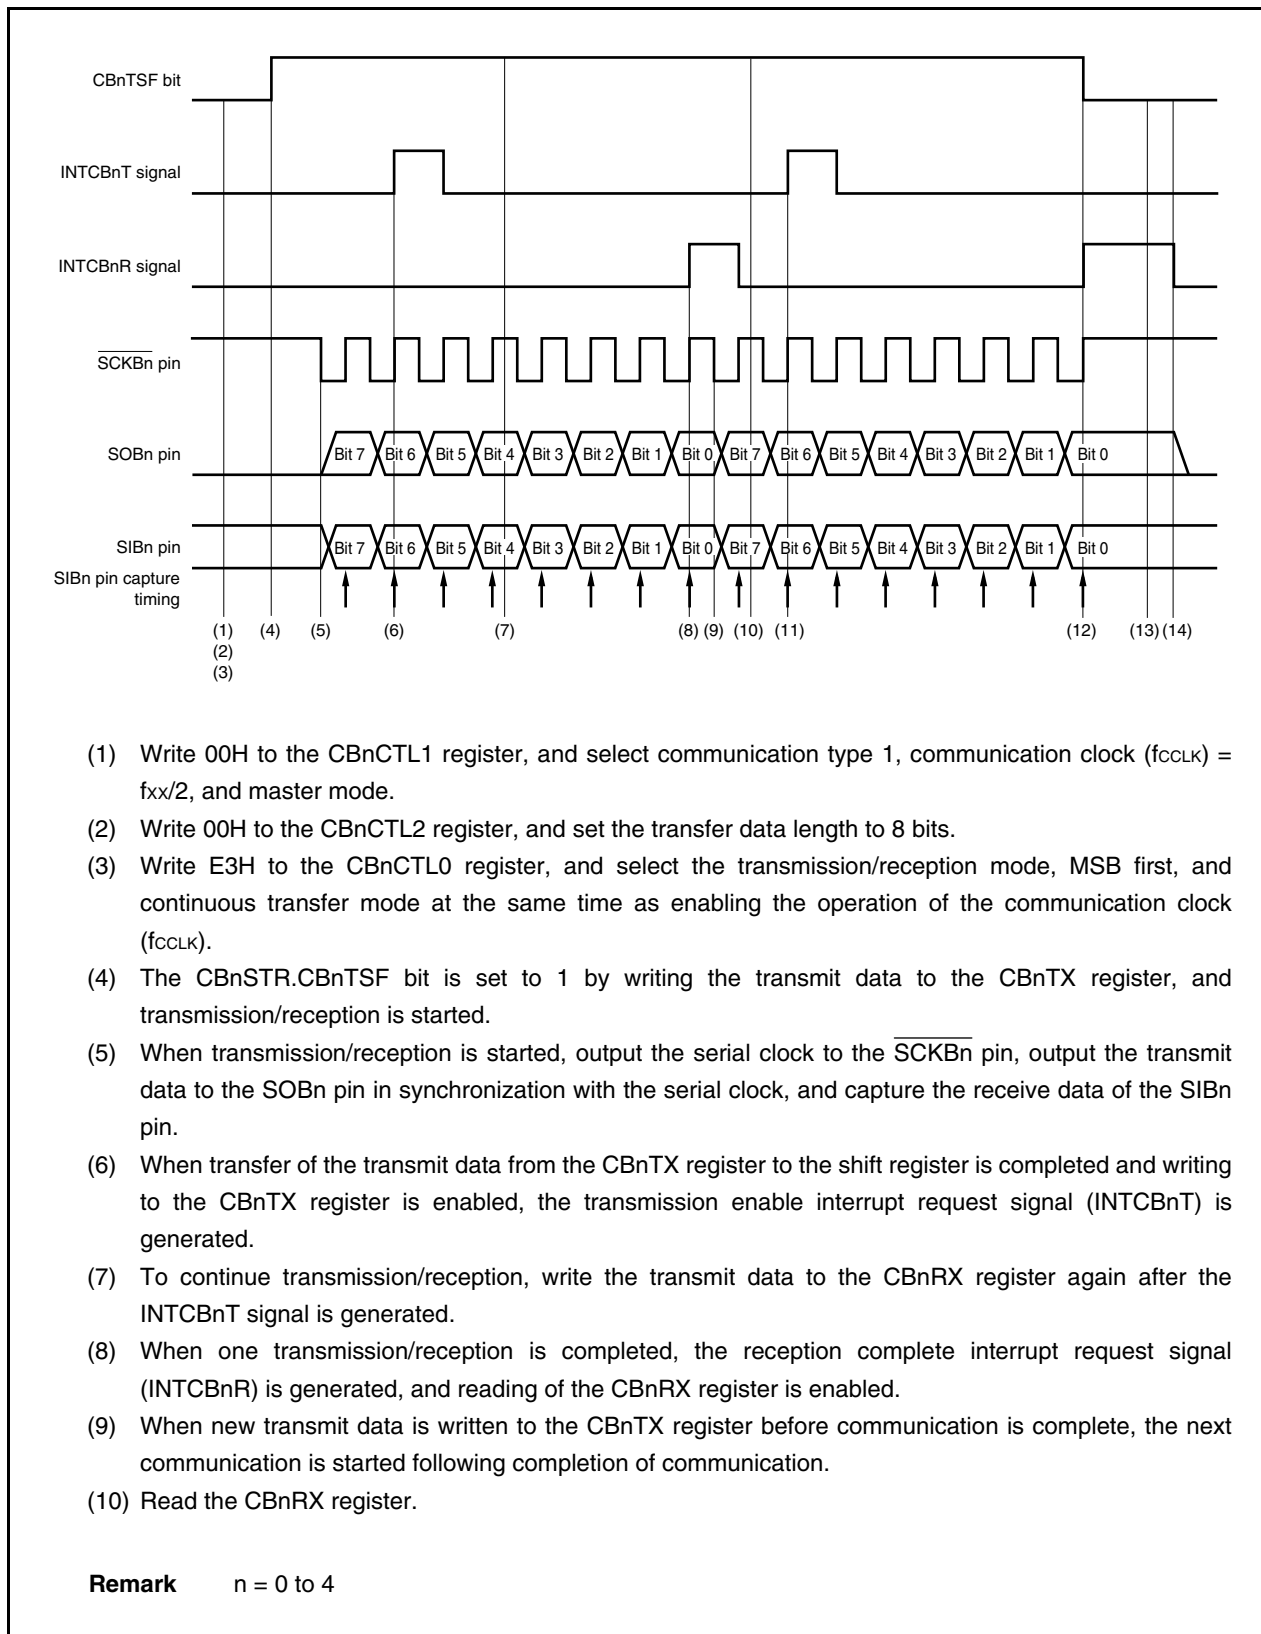 CBnTSF bit
INTCBnT signal
INTCBnR signal
SCKBn pin
SOBn pin
Bit 7 Bit 6 Bit 5 Bit 4 Bit 3 Bit 2 Bit 1 Bit 0 Bit 7 Bit 6 Bit 5 Bit 4 Bit 3 Bit 2 Bit 1 Bit 0
SIBn pin
Bit 7 Bit 6 Bit 5 Bit 4 Bit 3 Bit 2 Bit 1 Bit 0 Bit 7 Bit 6 Bit 5 Bit 4 Bit 3 Bit 2 Bit 1 Bit 0
SIBn pin capture
timing
(1) (4) (5) (6) (7) (8) (9) (10) (11) (12) (13) (14)
(2)
(3)
(1) Write 00H to the CBnCTL1 register, and select communication type 1, communication clock (fCCLK) =
fXX/2, and master mode.
(2) Write 00H to the CBnCTL2 register, and set the transfer data length to 8 bits.
(3) Write E3H to the CBnCTL0 register, and select the transmission/reception mode, MSB first, and
continuous transfer mode at the same time as enabling the operation of the communication clock
(fCCLK).
(4) The CBnSTR.CBnTSF bit is set to 1 by writing the transmit data to the CBnTX register, and
transmission/reception is started.
(5) When transmission/reception is started, output the serial clock to the SCKBn pin, output the transmit
data to the SOBn pin in synchronization with the serial clock, and capture the receive data of the SIBn
pin.
(6) When transfer of the transmit data from the CBnTX register to the shift register is completed and writing
to the CBnTX register is enabled, the transmission enable interrupt request signal (INTCBnT) is
generated.
(7) To continue transmission/reception, write the transmit data to the CBnRX register again after the
INTCBnT signal is generated.
(8) When one transmission/reception is completed, the reception complete interrupt request signal
(INTCBnR) is generated, and reading of the CBnRX register is enabled.
(9) When new transmit data is written to the CBnTX register before communication is complete, the next
communication is started following completion of communication.
(10) Read the CBnRX register.
Remark n = 0 to 4